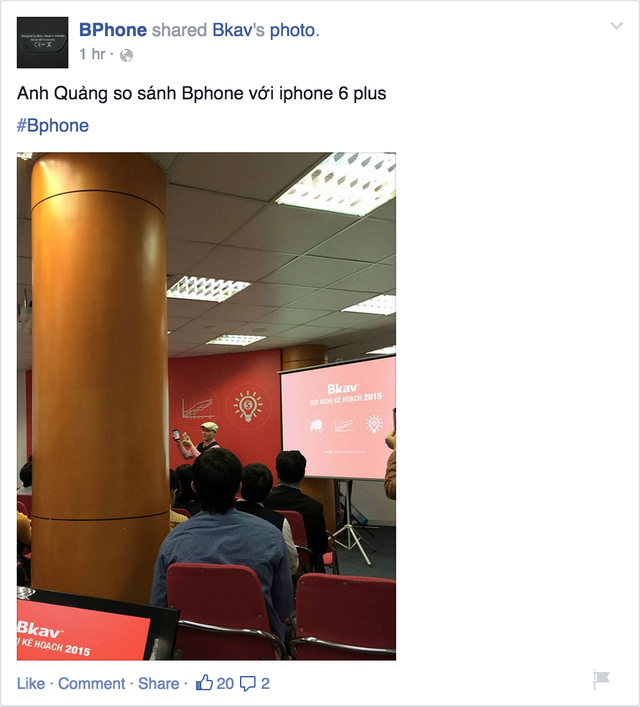 BPhone shared Bkav's photo.
1 hr ·
Anh Quảng so sánh Bphone với iphone 6 plus
#Bphone
Bkav
HỘI NGHỊ KẾ HOẠCH 2015
Bkav
Ị KẾ HOẠCH 2015
Like · Comment · Share · 20 2